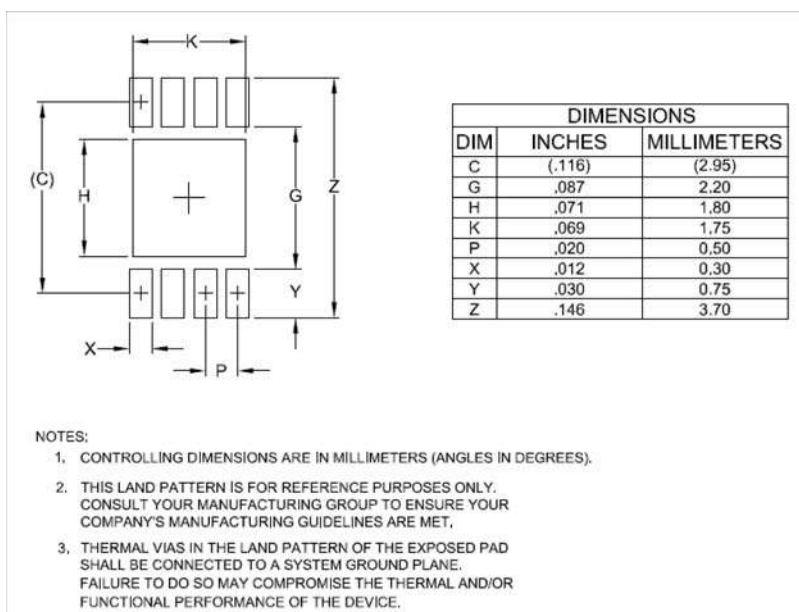 K
(C)
H
G
Z
Y
X
P
DIMENSIONS
DIM INCHES MILLIMETERS
C (.116) (2.95)
G .087 2.20
H .071 1.80
K .069 1.75
P .020 0.50
X .012 0.30
Y .030 0.75
Z .146 3.70
NOTES:
1. CONTROLLING DIMENSIONS ARE IN MILLIMETERS (ANGLES IN DEGREES).
2. THIS LAND PATTERN IS FOR REFERENCE PURPOSES ONLY.
CONSULT YOUR MANUFACTURING GROUP TO ENSURE YOUR
COMPANY'S MANUFACTURING GUIDELINES ARE MET.
3. THERMAL VIAS IN THE LAND PATTERN OF THE EXPOSED PAD
SHALL BE CONNECTED TO A SYSTEM GROUND PLANE.
FAILURE TO DO SO MAY COMPROMISE THE THERMAL AND/OR
FUNCTIONAL PERFORMANCE OF THE DEVICE.